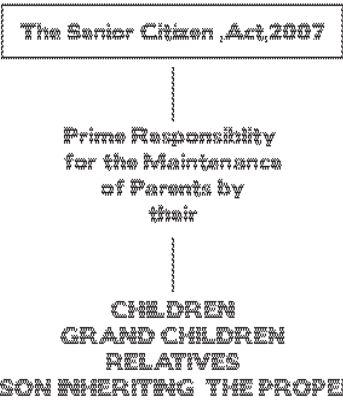 The Senior Citizen ,Act,2007
Prime Responsiblity
for the Maintenance
of Parents by
their
CHILDREN
GRAND CHILDREN
RELATIVES
SON INHERITING THE PROPE